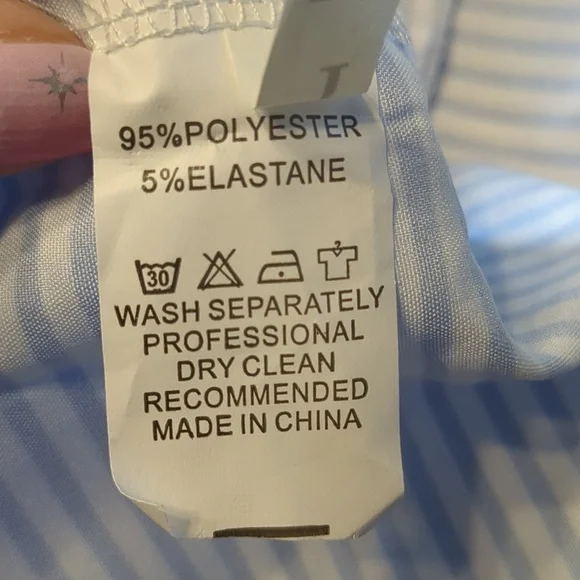 95%POLYESTER
5%ELASTANE
30
WASH SEPARATELY
PROFESSIONAL
DRY CLEAN
RECOMMENDED
MADE IN CHINA